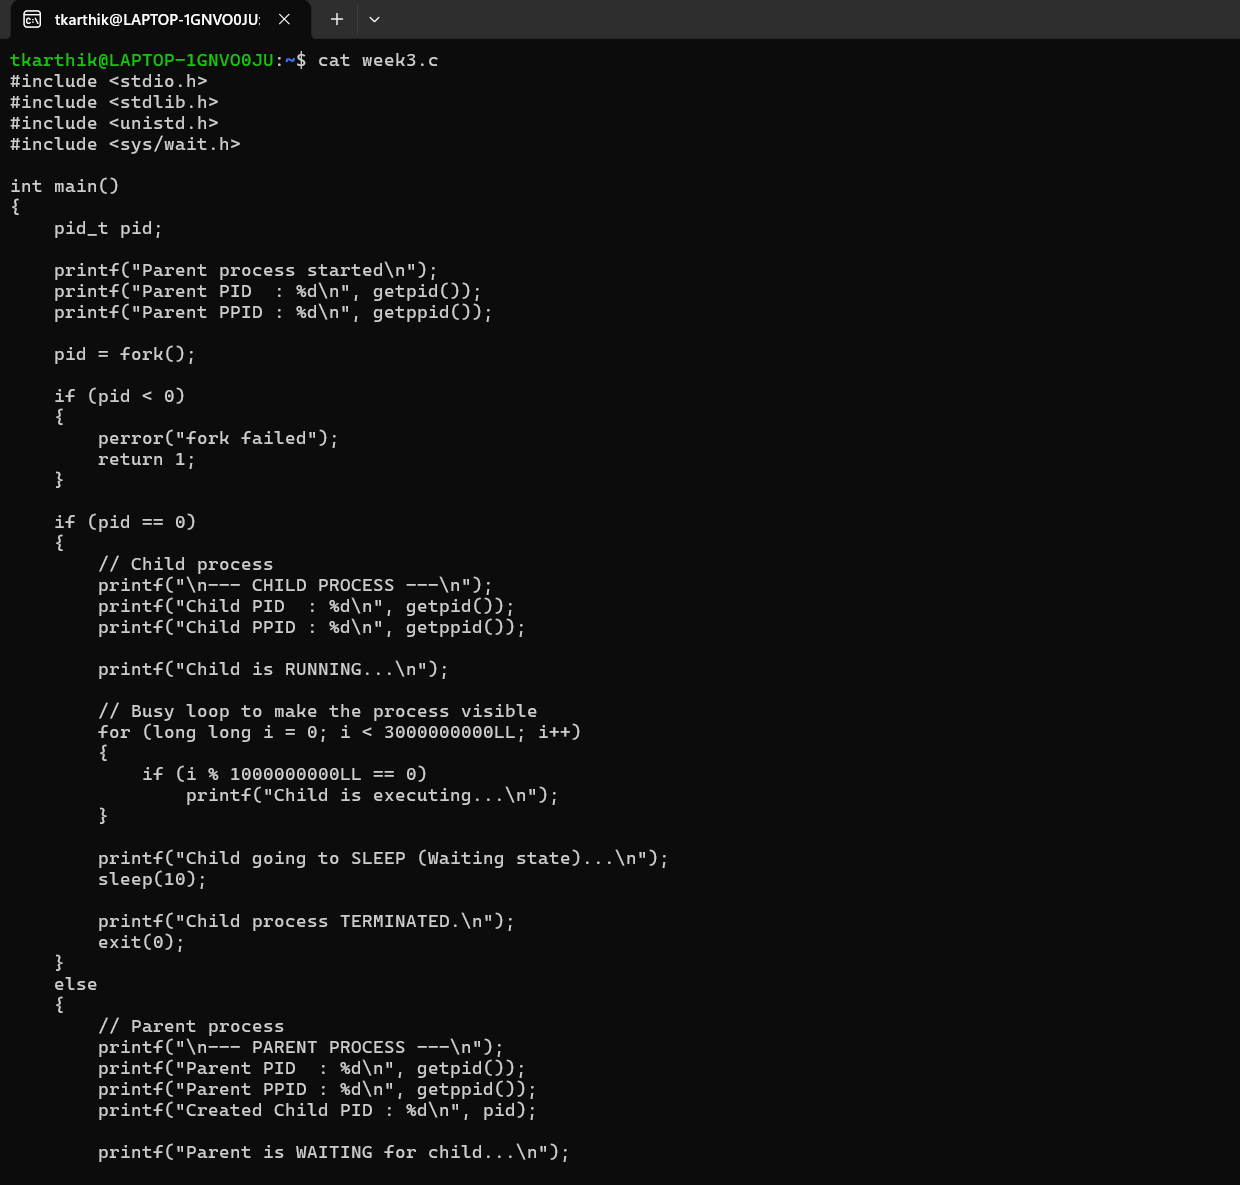 tkarthik@LAPTOP-1GNVO0JU:
tkarthik@LAPTOP-1GNVO0JU:~$ cat week3.c
#include <stdio.h>
#include <stdlib.h>
#include <unistd.h>
#include <sys/wait.h>

int main()
{
    pid_t pid;

    printf("Parent process started\n");
    printf("Parent PID  : %d\n", getpid());
    printf("Parent PPID : %d\n", getppid());

    pid = fork();

    if (pid < 0)
    {
        perror("fork failed");
        return 1;
    }

    if (pid == 0)
    {
        // Child process
        printf("\n--- CHILD PROCESS ---\n");
        printf("Child PID  : %d\n", getpid());
        printf("Child PPID : %d\n", getppid());

        printf("Child is RUNNING...\n");

        // Busy loop to make the process visible
        for (long long i = 0; i < 3000000000LL; i++)
        {
            if (i % 1000000000LL == 0)
                printf("Child is executing...\n");
        }

        printf("Child going to SLEEP (Waiting state)...\n");
        sleep(10);

        printf("Child process TERMINATED.\n");
        exit(0);
    }
    else
    {
        // Parent process
        printf("\n--- PARENT PROCESS ---\n");
        printf("Parent PID  : %d\n", getpid());
        printf("Parent PPID : %d\n", getppid());
        printf("Created Child PID : %d\n", pid);

        printf("Parent is WAITING for child...\n");